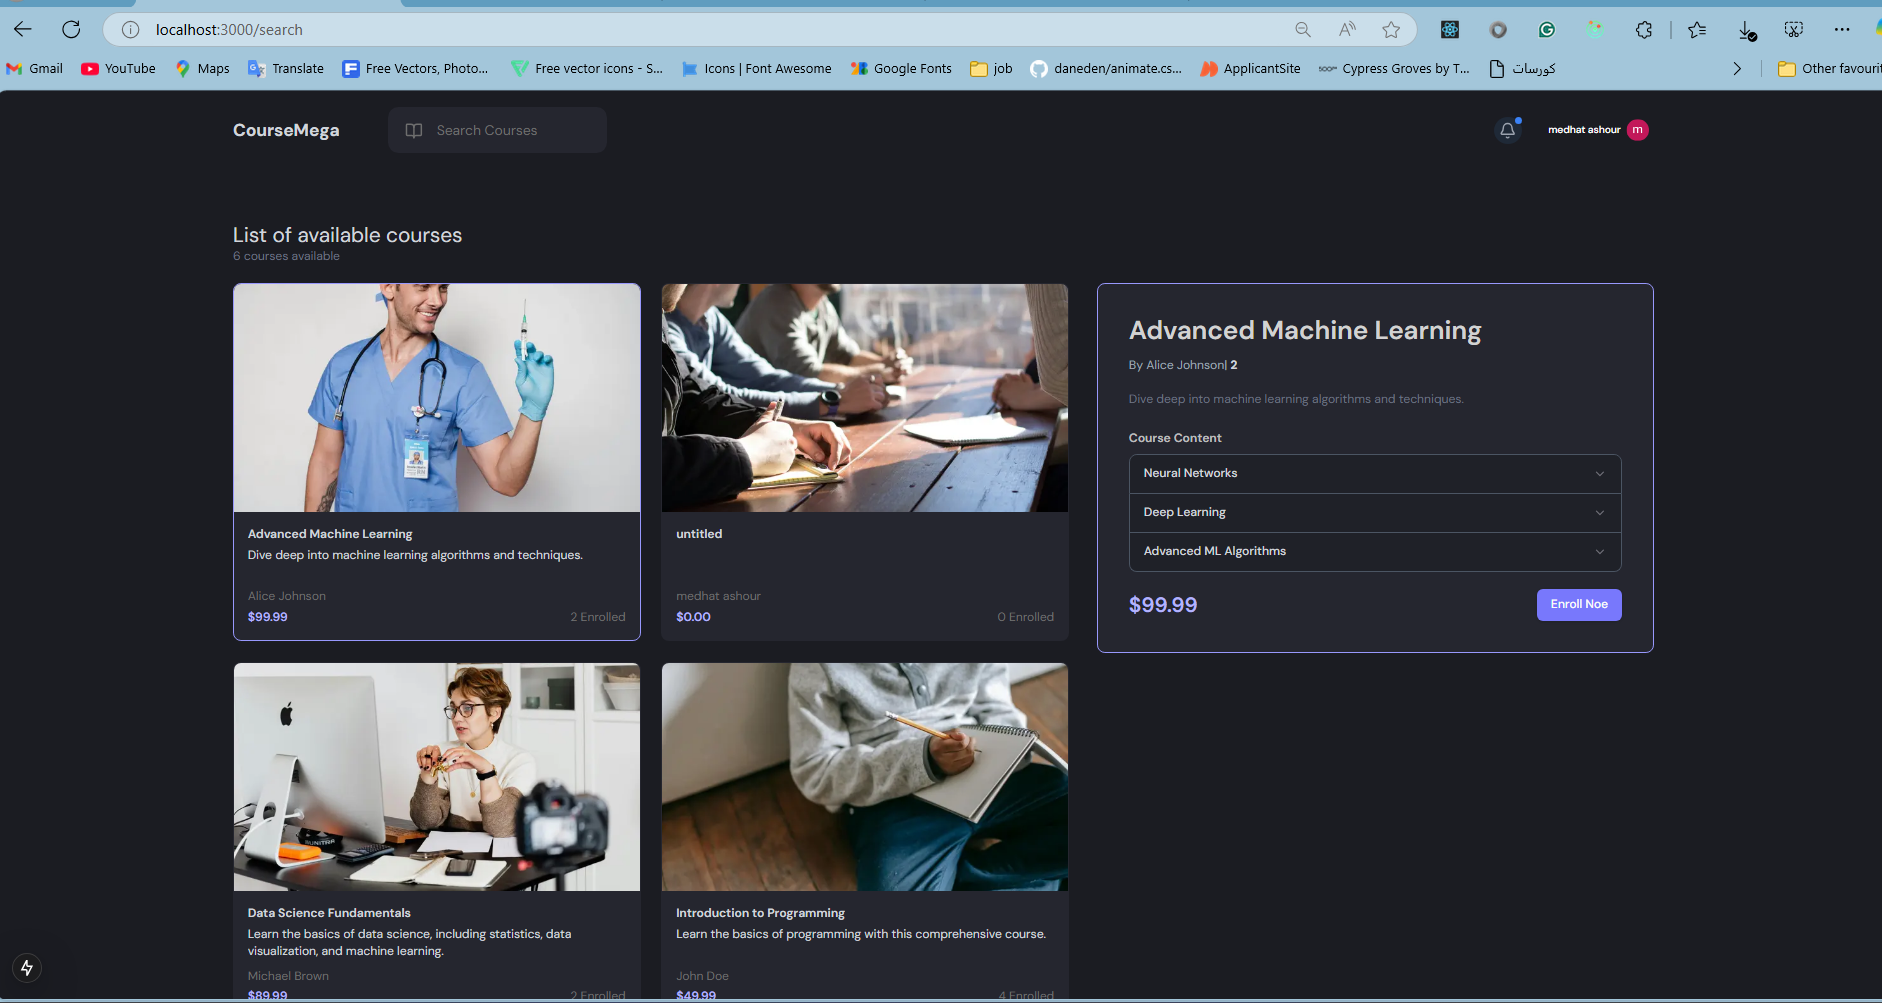 localhost:3000/search
Gmail
YouTube
Maps
Translate
Free Vectors, Photo...
Free vector icons - S...
Icons | Font Awesome
Google Fonts
job
daneden/animate.cs...
ApplicantSite
Cypress Groves by T...
كورسات
Other favourit
CourseMega
Search Courses
medhat ashour
m
List of available courses
6 courses available
Advanced Machine Learning
Dive deep into machine learning algorithms and techniques.
Alice Johnson
$99.99
2 Enrolled
untitled
medhat ashour
$0.00
0 Enrolled
Advanced Machine Learning
By Alice Johnson| 2
Dive deep into machine learning algorithms and techniques.
Course Content
Neural Networks
Deep Learning
Advanced ML Algorithms
$99.99
Enroll Noe
Data Science Fundamentals
Learn the basics of data science, including statistics, data
visualization, and machine learning.
Michael Brown
$89.99
2 Enrolled
Introduction to Programming
Learn the basics of programming with this comprehensive course.
John Doe
$49.99
4 Enrolled